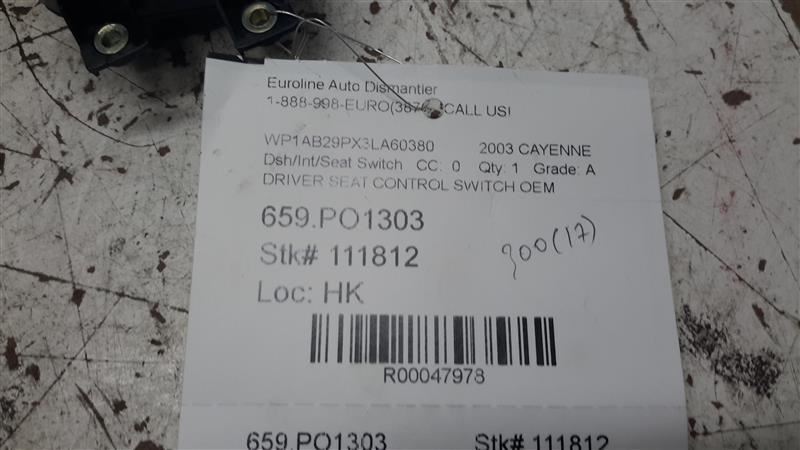 Euroline Auto Dismantler
1-888-998-EURO(3876) CALL US!
WP1AB29PX3LA60380 2003 CAYENNE
Dsh/Int/Seat Switch CC: 0 Qty: 1 Grade: A
DRIVER SEAT CONTROL SWITCH OEM
659.PO1303
Stk# 111812
300(17)
Loc: HK
R00047978
659.PO1303 Stk# 111812